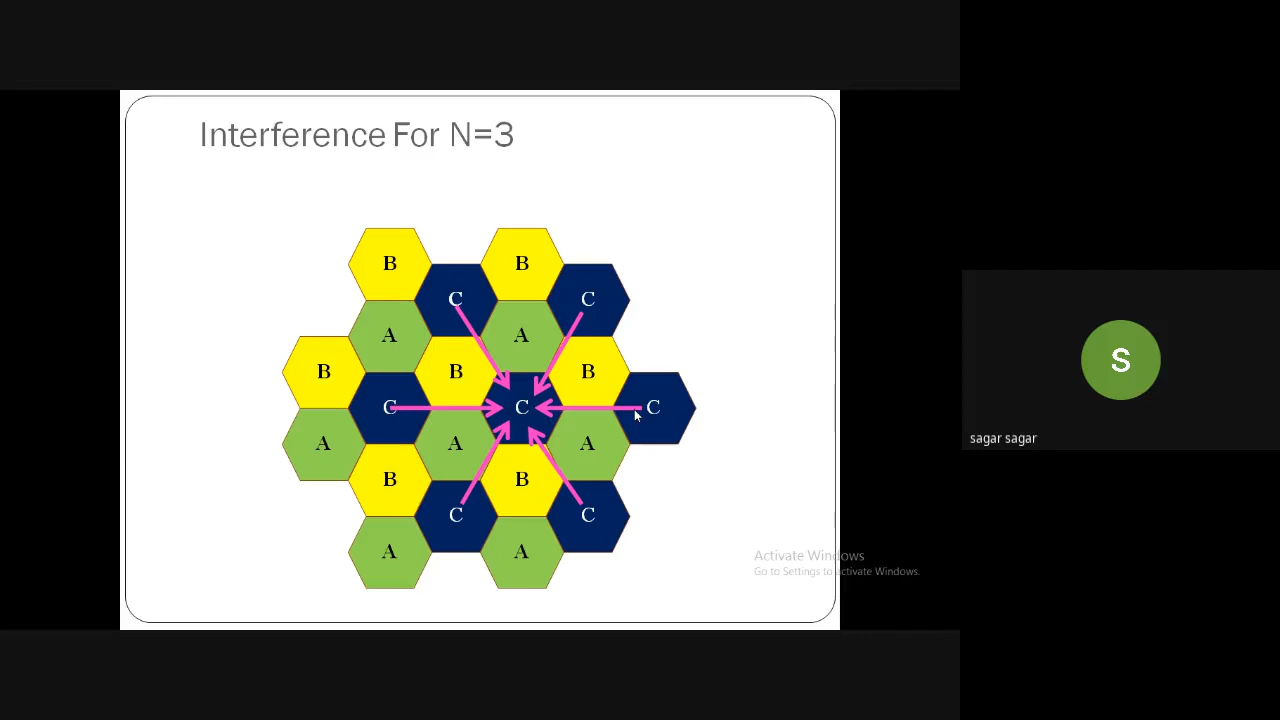 Interference For N=3
B B
C C
A A
B B B
C C C
A A A
B B
C C
A A
Activate Windows
Go to Settings to activate Windows.
S
sagar sagar